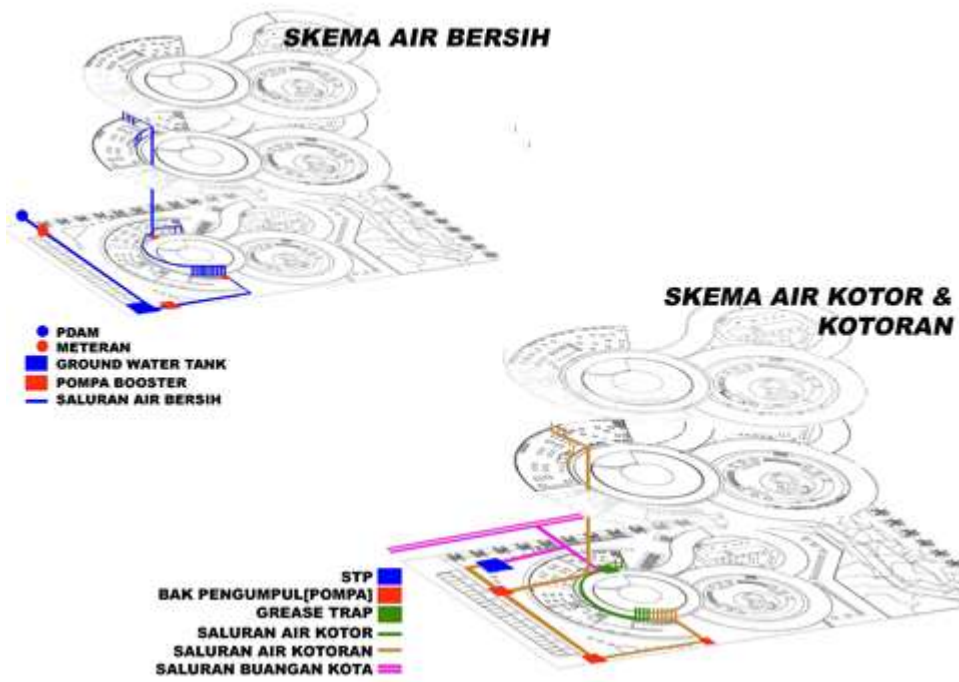 SKEMA AIR BERSIH
PDAM
METERAN
GROUND WATER TANK
POMPA BOOSTER
SALURAN AIR BERSIH
SKEMA AIR KOTOR &
KOTORAN
STP
BAK PENGUMPUL[POMPA]
GREASE TRAP
SALURAN AIR KOTOR
SALURAN AIR KOTORAN
SALURAN BUANGAN KOTA